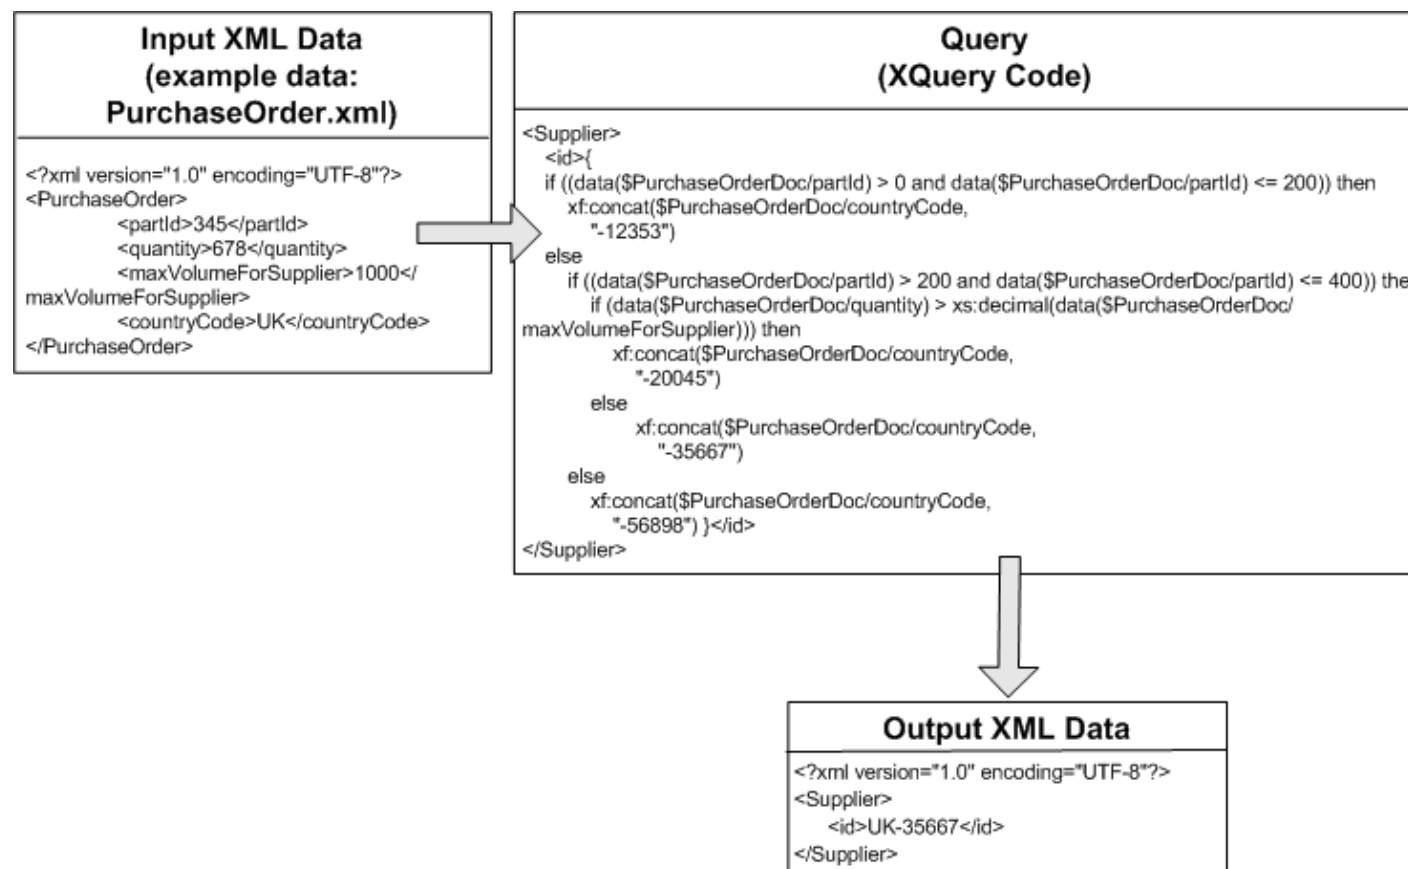 Input XML Data
(example data:
PurchaseOrder.xml)
<?xml version="1.0" encoding="UTF-8"?>
<PurchaseOrder>
<partId>345</partId>
<quantity>678</quantity>
<maxVolumeForSupplier>1000</
maxVolumeForSupplier>
<countryCode>UK</countryCode>
</PurchaseOrder>
Query
(XQuery Code)
<Supplier>
<id>{
if ((data($PurchaseOrderDoc/partId) > 0 and data($PurchaseOrderDoc/partId) <= 200)) then
xf:concat($PurchaseOrderDoc/countryCode,
"-12353")
else
if ((data($PurchaseOrderDoc/partId) > 200 and data($PurchaseOrderDoc/partId) <= 400)) the
if (data($PurchaseOrderDoc/quantity) > xs:decimal(data($PurchaseOrderDoc/
maxVolumeForSupplier))) then
xf:concat($PurchaseOrderDoc/countryCode,
"-20045")
else
xf:concat($PurchaseOrderDoc/countryCode,
"-35667")
else
xf:concat($PurchaseOrderDoc/countryCode,
"-56898") }</id>
</Supplier>
Output XML Data
<?xml version="1.0" encoding="UTF-8"?>
<Supplier>
<id>UK-35667</id>
</Supplier>